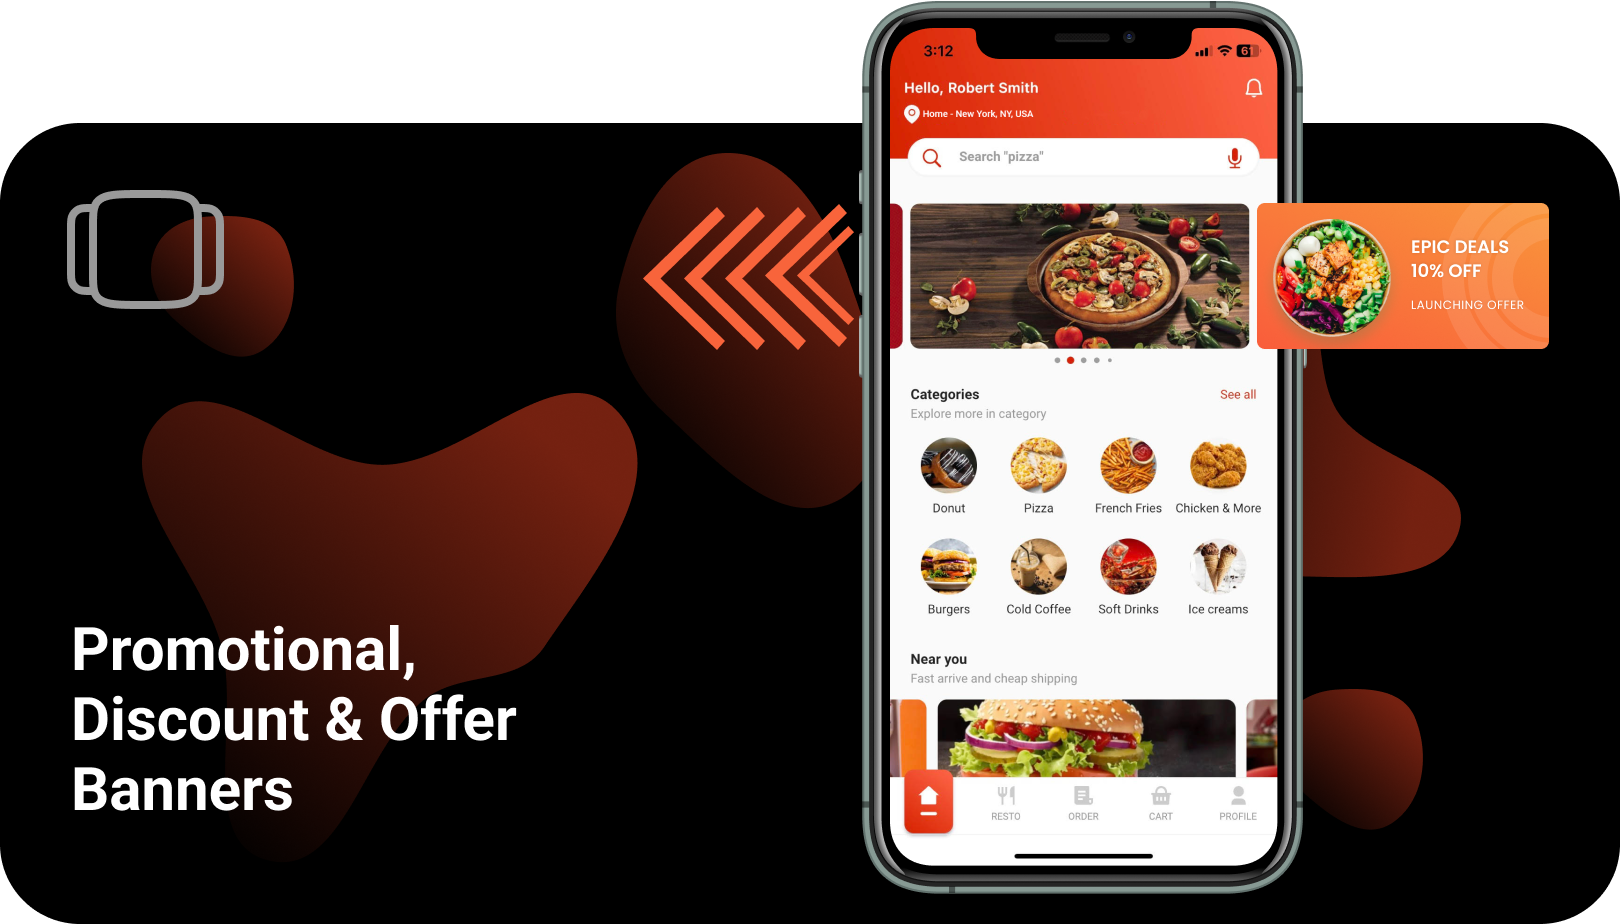 3:12
61
Hello, Robert Smith
Home - New York, NY, USA
Search "pizza"
EPIC DEALS
10% OFF
LAUNCHING OFFER
Categories
See all
Explore more in category
Donut
Pizza
French Fries
Chicken & More
Burgers
Cold Coffee
Soft Drinks
Ice creams
Near you
Fast arrive and cheap shipping
RESTO
ORDER
CART
PROFILE
Promotional,
Discount & Offer
Banners